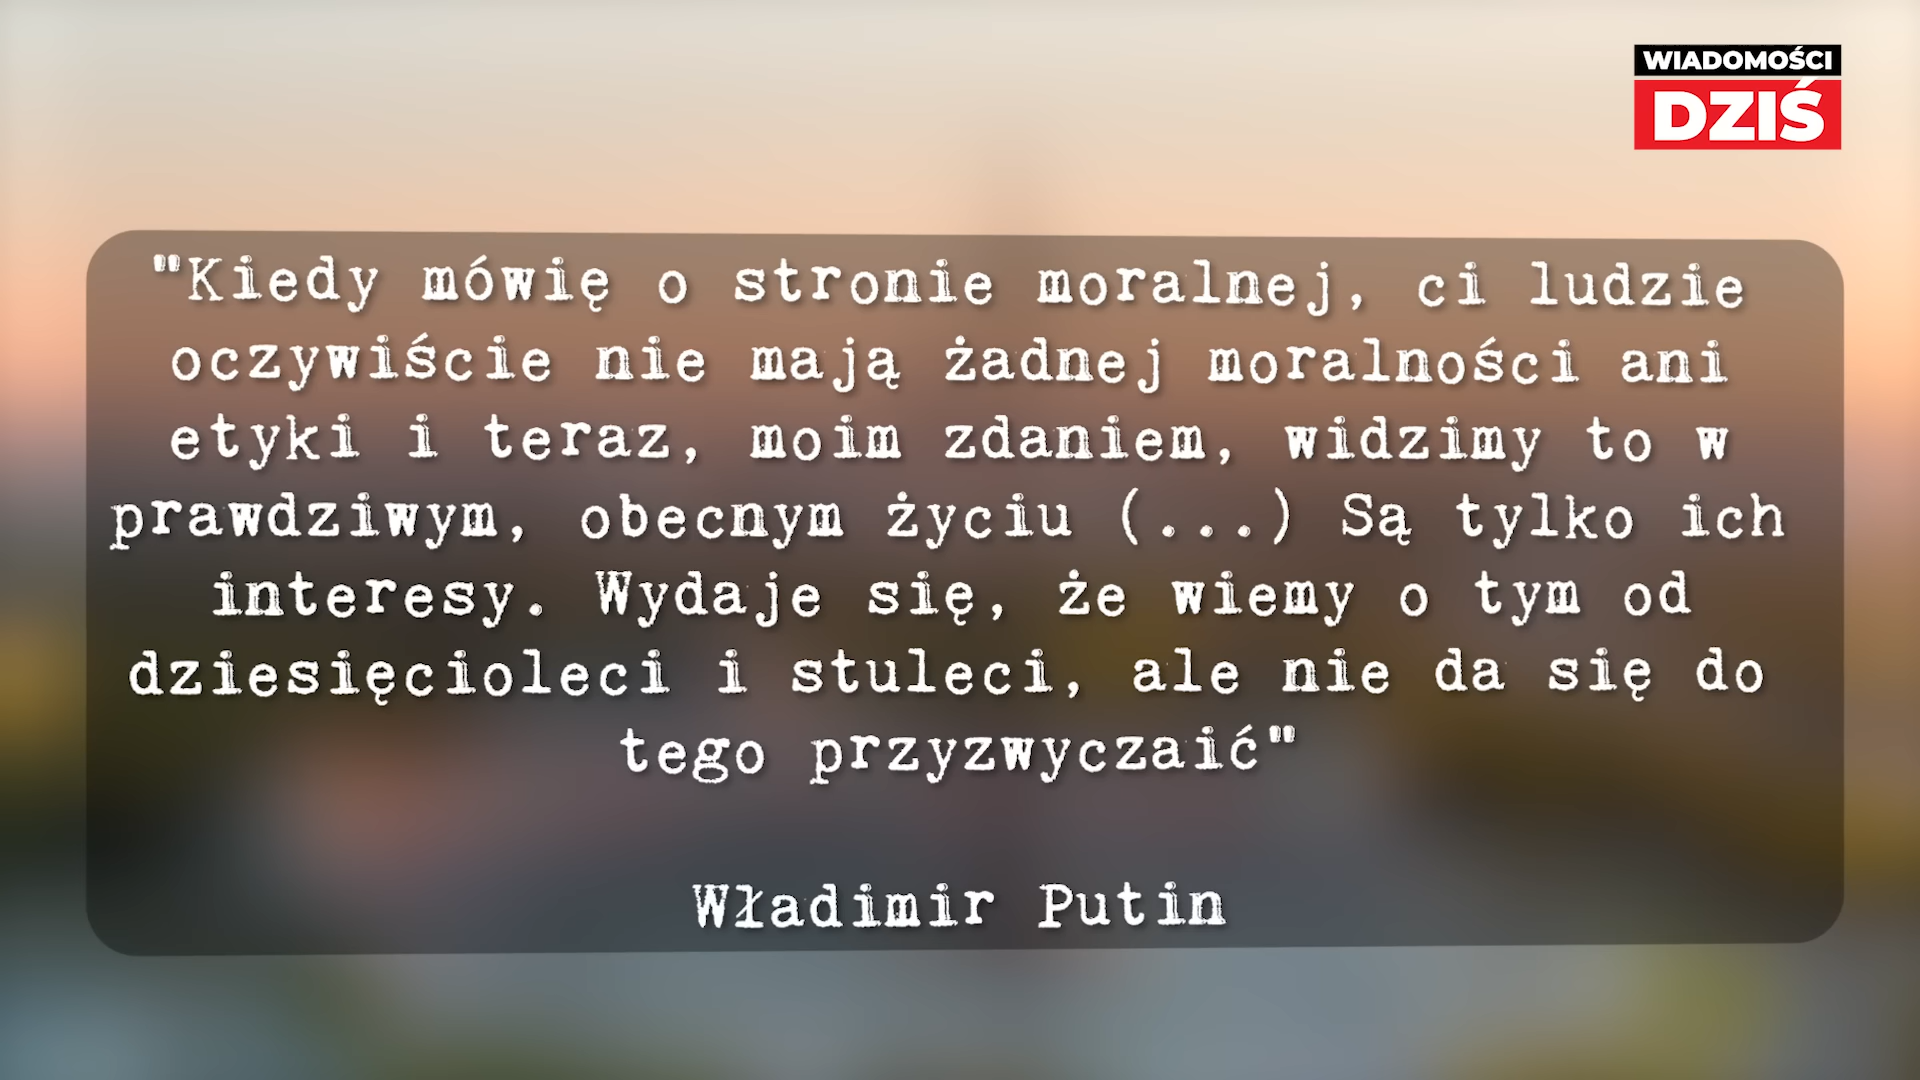 WIADOMOŚCI
DZIŚ
"Kiedy mówię o stronie moralnej, ci ludzie
oczywiście nie mają żadnej moralności ani
etyki i teraz, moim zdaniem, widzimy to w
prawdziwym, obecnym życiu (...) Są tylko ich
interesy. Wydaje się, że wiemy o tym od
dziesięcioleci i stuleci, ale nie da się do
tego przyzwyczaić"
Władimir Putin